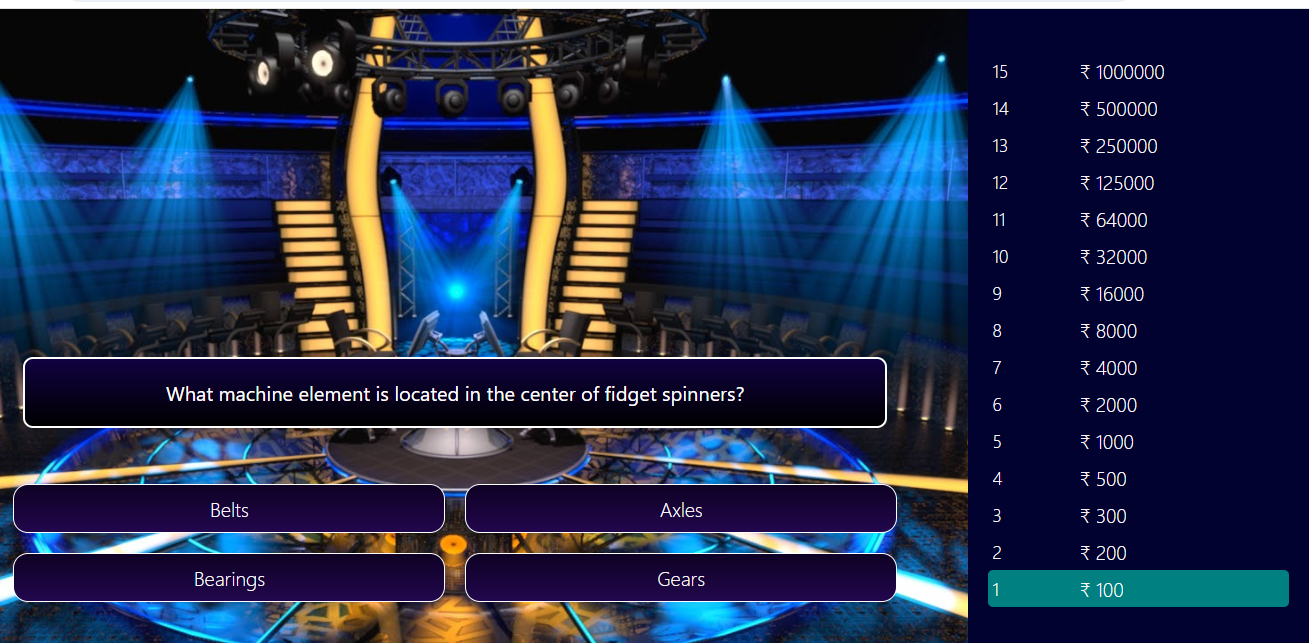 What machine element is located in the center of fidget spinners?
Belts
Axles
Bearings
Gears
15 ₹ 1000000
14 ₹ 500000
13 ₹ 250000
12 ₹ 125000
11 ₹ 64000
10 ₹ 32000
9 ₹ 16000
8 ₹ 8000
7 ₹ 4000
6 ₹ 2000
5 ₹ 1000
4 ₹ 500
3 ₹ 300
2 ₹ 200
1 ₹ 100